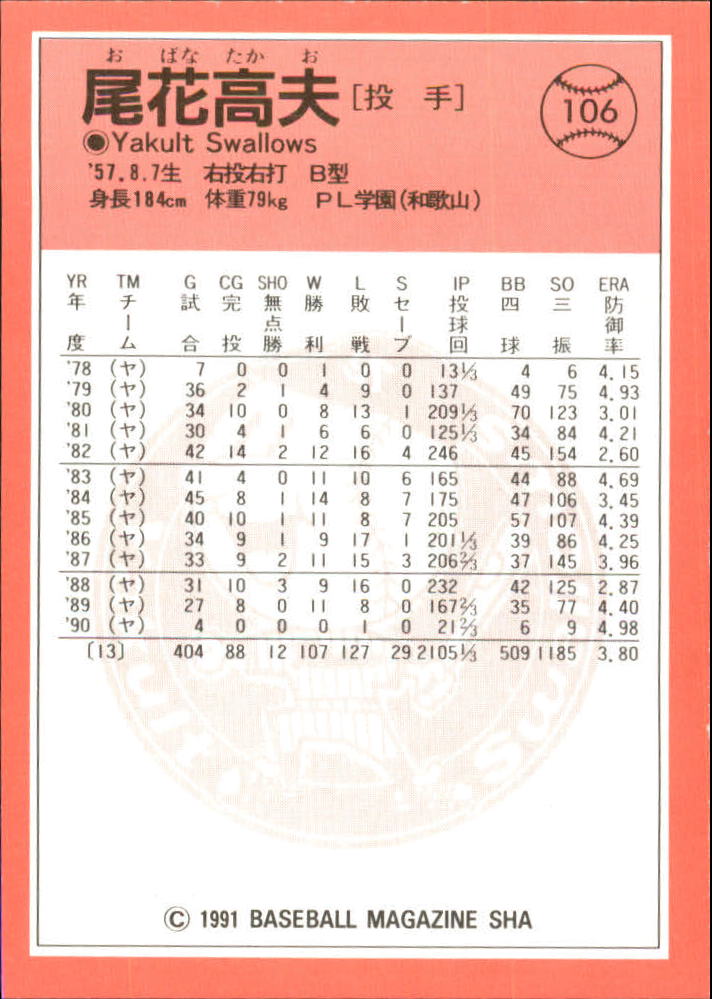 おばなたかお
尾花高夫[投手]
106
●Yakult Swallows
'57.8.7生 右投右打 B型
身長184cm 体重79kg PL学園(和歌山)
YR TM G CG SHO W L S IP BB SO ERA
年度 チーム 試合 完投 無点勝 勝利 敗戦 セーブ 投球回 四球 三振 防御率
'78 (ヤ) 7 0 0 1 0 0 13⅓ 4 6 4.15
'79 (ヤ) 36 2 1 4 9 0 137 49 75 4.93
'80 (ヤ) 34 10 0 8 13 1 209⅓ 70 123 3.01
'81 (ヤ) 30 4 1 6 6 0 125⅓ 34 84 4.21
'82 (ヤ) 42 14 2 12 16 4 246 45 154 2.60
'83 (ヤ) 41 4 0 11 10 6 165 44 88 4.69
'84 (ヤ) 45 8 1 14 8 7 175 47 106 3.45
'85 (ヤ) 40 10 1 11 8 7 205 57 107 4.39
'86 (ヤ) 34 9 1 9 17 1 201⅓ 39 86 4.25
'87 (ヤ) 33 9 2 11 15 3 206⅔ 37 145 3.96
'88 (ヤ) 31 10 3 9 16 0 232 42 125 2.87
'89 (ヤ) 27 8 0 11 8 0 167⅔ 35 77 4.40
'90 (ヤ) 4 0 0 0 1 0 21⅔ 6 9 4.98
〔13〕 404 88 12 107 127 29 2105⅓ 509 1185 3.80
© 1991 BASEBALL MAGAZINE SHA